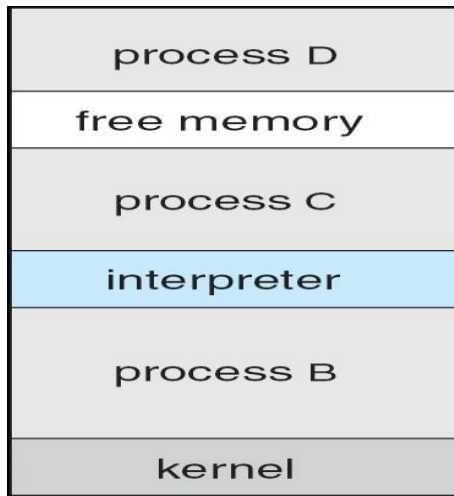 process D
free memory
process C
interpreter
process B
kernel